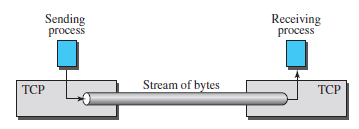 Sending
process
Receiving
process
TCP
Stream of bytes
TCP